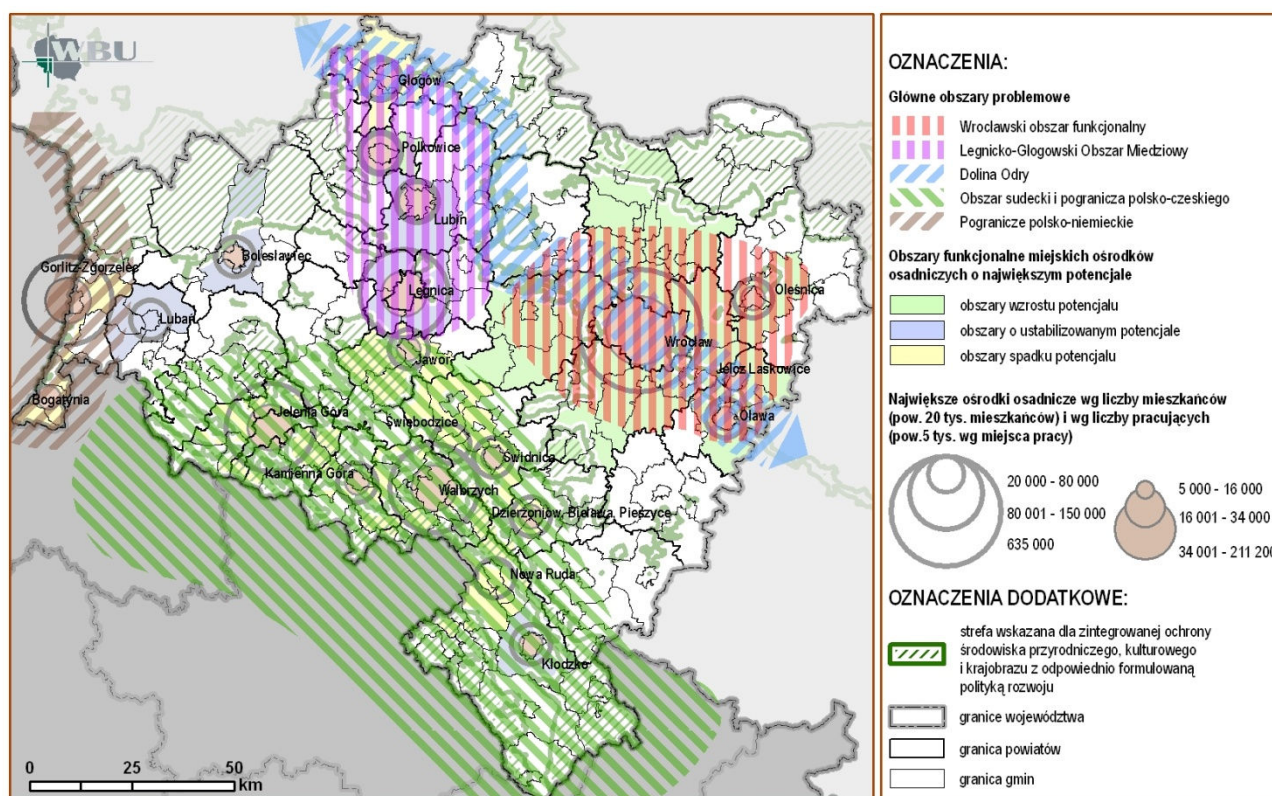 WBU
Głogów
Polkowice
Lubin
Bolesławiec
Gorlitz-Zgorzelec
Legnica
Oleśnica
Lubań
Wrocław
Jawor
Jelcz Laskowice
Bogatynia
Jelenia Góra
Oława
Świebodzice
Świdnica
Kamienna Góra
Wałbrzych
Dzierżoniów, Bielawa, Pieszyce
Nowa Ruda
Kłodzko
0 25 50
km
OZNACZENIA:
Główne obszary problemowe
Wrocławski obszar funkcjonalny
Legnicko-Głogowski Obszar Miedziowy
Dolina Odry
Obszar sudecki i pogranicza polsko-czeskiego
Pogranicze polsko-niemieckie
Obszary funkcjonalne miejskich ośrodków
osadniczych o największym potencjale
obszary wzrostu potencjału
obszary o ustabilizowanym potencjale
obszary spadku potencjału
Największe ośrodki osadnicze wg liczby mieszkańców
(pow. 20 tys. mieszkańców) i wg liczby pracujących
(pow.5 tys. wg miejsca pracy)
20 000 - 80 000
80 001 - 150 000
635 000
5 000 - 16 000
16 001 - 34 000
34 001 - 211 200
OZNACZENIA DODATKOWE:
strefa wskazana dla zintegrowanej ochrony
środowiska przyrodniczego, kulturowego
i krajobrazu z odpowiednio formułowaną
polityką rozwoju
granice województwa
granica powiatów
granica gmin